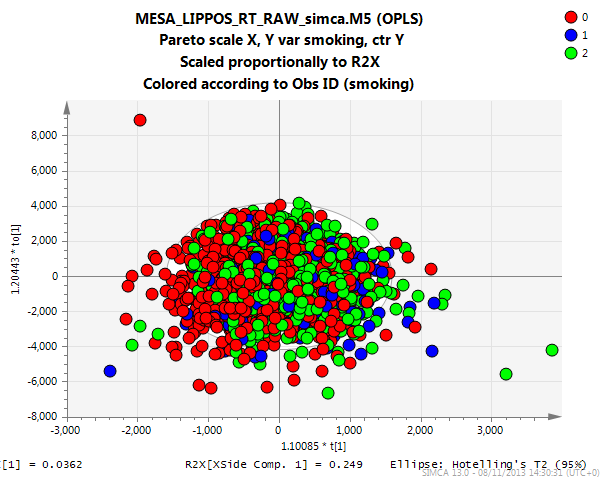 MESA_LIPPOS_RT_RAW_simca.M5 (OPLS)
Pareto scale X, Y var smoking, ctr Y
Scaled proportionally to R2X
Colored according to Obs ID (smoking)
0
1
2
8,000
6,000
4,000
2,000
0
-2,000
-4,000
-6,000
-8,000
1.20443 * to[1]
-3,000 -2,000 -1,000 0 1,000 2,000 3,000
1.10085 * t[1]
[1] = 0.0362 R2X[XSide Comp. 1] = 0.249 Ellipse: Hotelling's T2 (95%)
SIMCA 13.0 - 08/11/2013 14:30:31 (UTC+0)